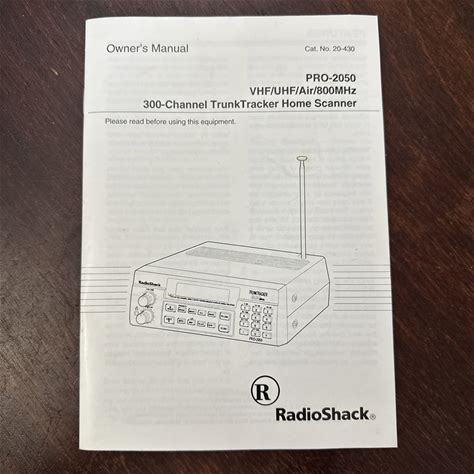 Owner's Manual
Cat. No. 20-430
PRO-2050
VHF/UHF/Air/800MHz
300-Channel TrunkTracker Home Scanner
Please read before using this equipment.
RadioShack
TRUNKTRACKER
R
RadioShack®